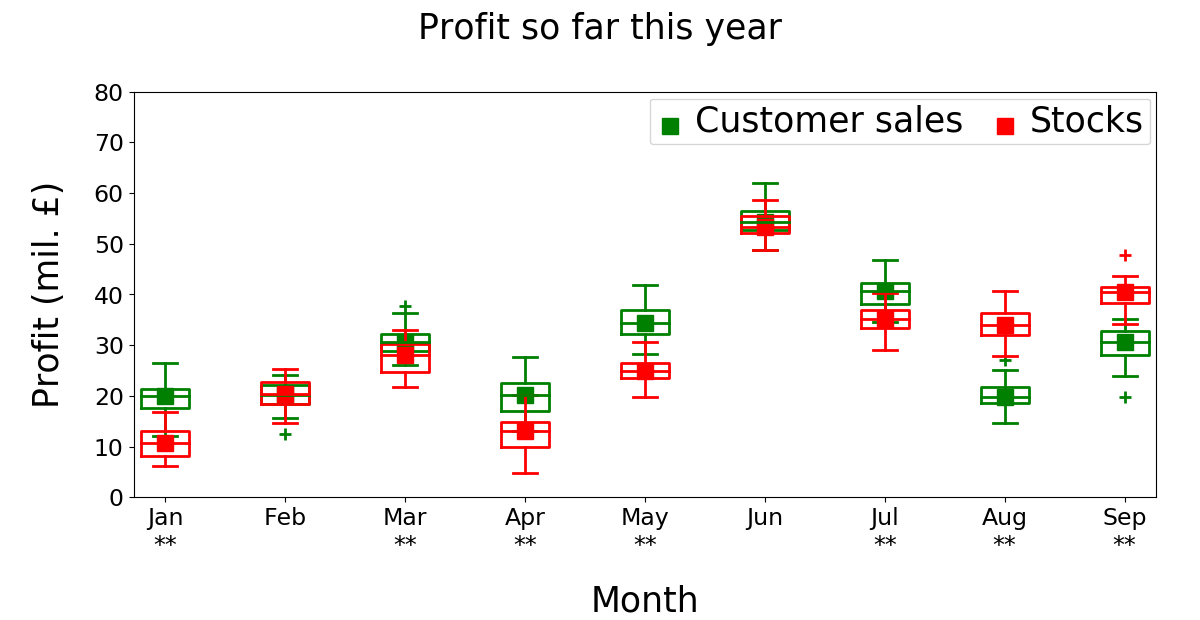 Profit so far this year
Customer sales Stocks
Profit (mil. £)
80
70
60
50
40
30
20
10
0
Jan Feb Mar Apr May Jun Jul Aug Sep
** ** ** ** ** ** **
Month